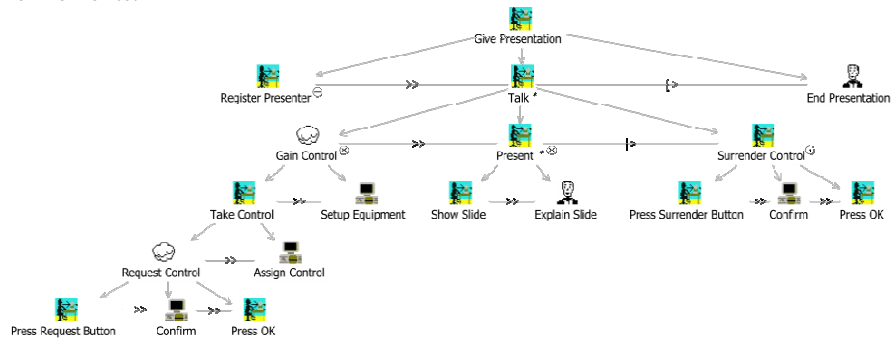 Give Presentation
>>
[>
Register Presenter
Talk *
End Presentation
>>
|>
Gain Control
Present *
Surrender Control
>>
>>
>>
>>
Take Control
Setup Equipment
Show Slide
Explain Slide
Press Surrender Button
Confirm
Press OK
>>
Request Control
Assign Control
>>
>>
Press Request Button
Confirm
Press OK